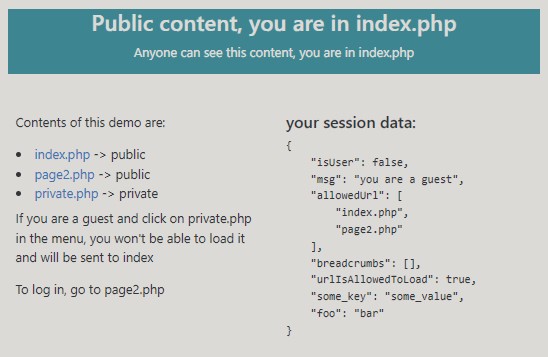 Public content, you are in index.php
Anyone can see this content, you are in index.php
Contents of this demo are:
index.php -> public
page2.php -> public
private.php -> private
If you are a guest and click on private.php
in the menu, you won't be able to load it
and will be sent to index
To log in, go to page2.php
your session data:
{
    "isUser": false,
    "msg": "you are a guest",
    "allowedUrl": [
        "index.php",
        "page2.php"
    ],
    "breadcrumbs": [],
    "urlIsAllowedToLoad": true,
    "some_key": "some_value",
    "foo": "bar"
}